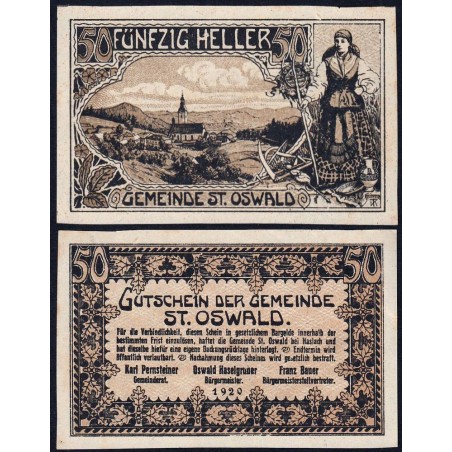 50 FÜNFZIG HELLER 50
GEMEINDE ST. OSWALD
50 50
GUTSCHEIN DER GEMEINDE
ST. OSWALD.
Für die Verbindlichkeit, diesen Schein in gesetzlichem Bargelde innerhalb der
bestimmten Frist einzulösen, haftet die Gemeinde St. Oswald bei Haslach und
hat dieselbe hiefür eine eigene Deckungsrücklage hinterlegt. Endtermin wird
öffentlich verlautbart. Nachahmung dieses Scheines wird gesetzlich bestraft.
Karl Pernsteiner Oswald Haselgruber Franz Bauer
Gemeinderat. Bürgermeister. Bürgermeisterstellvertreter.
1920
50 50